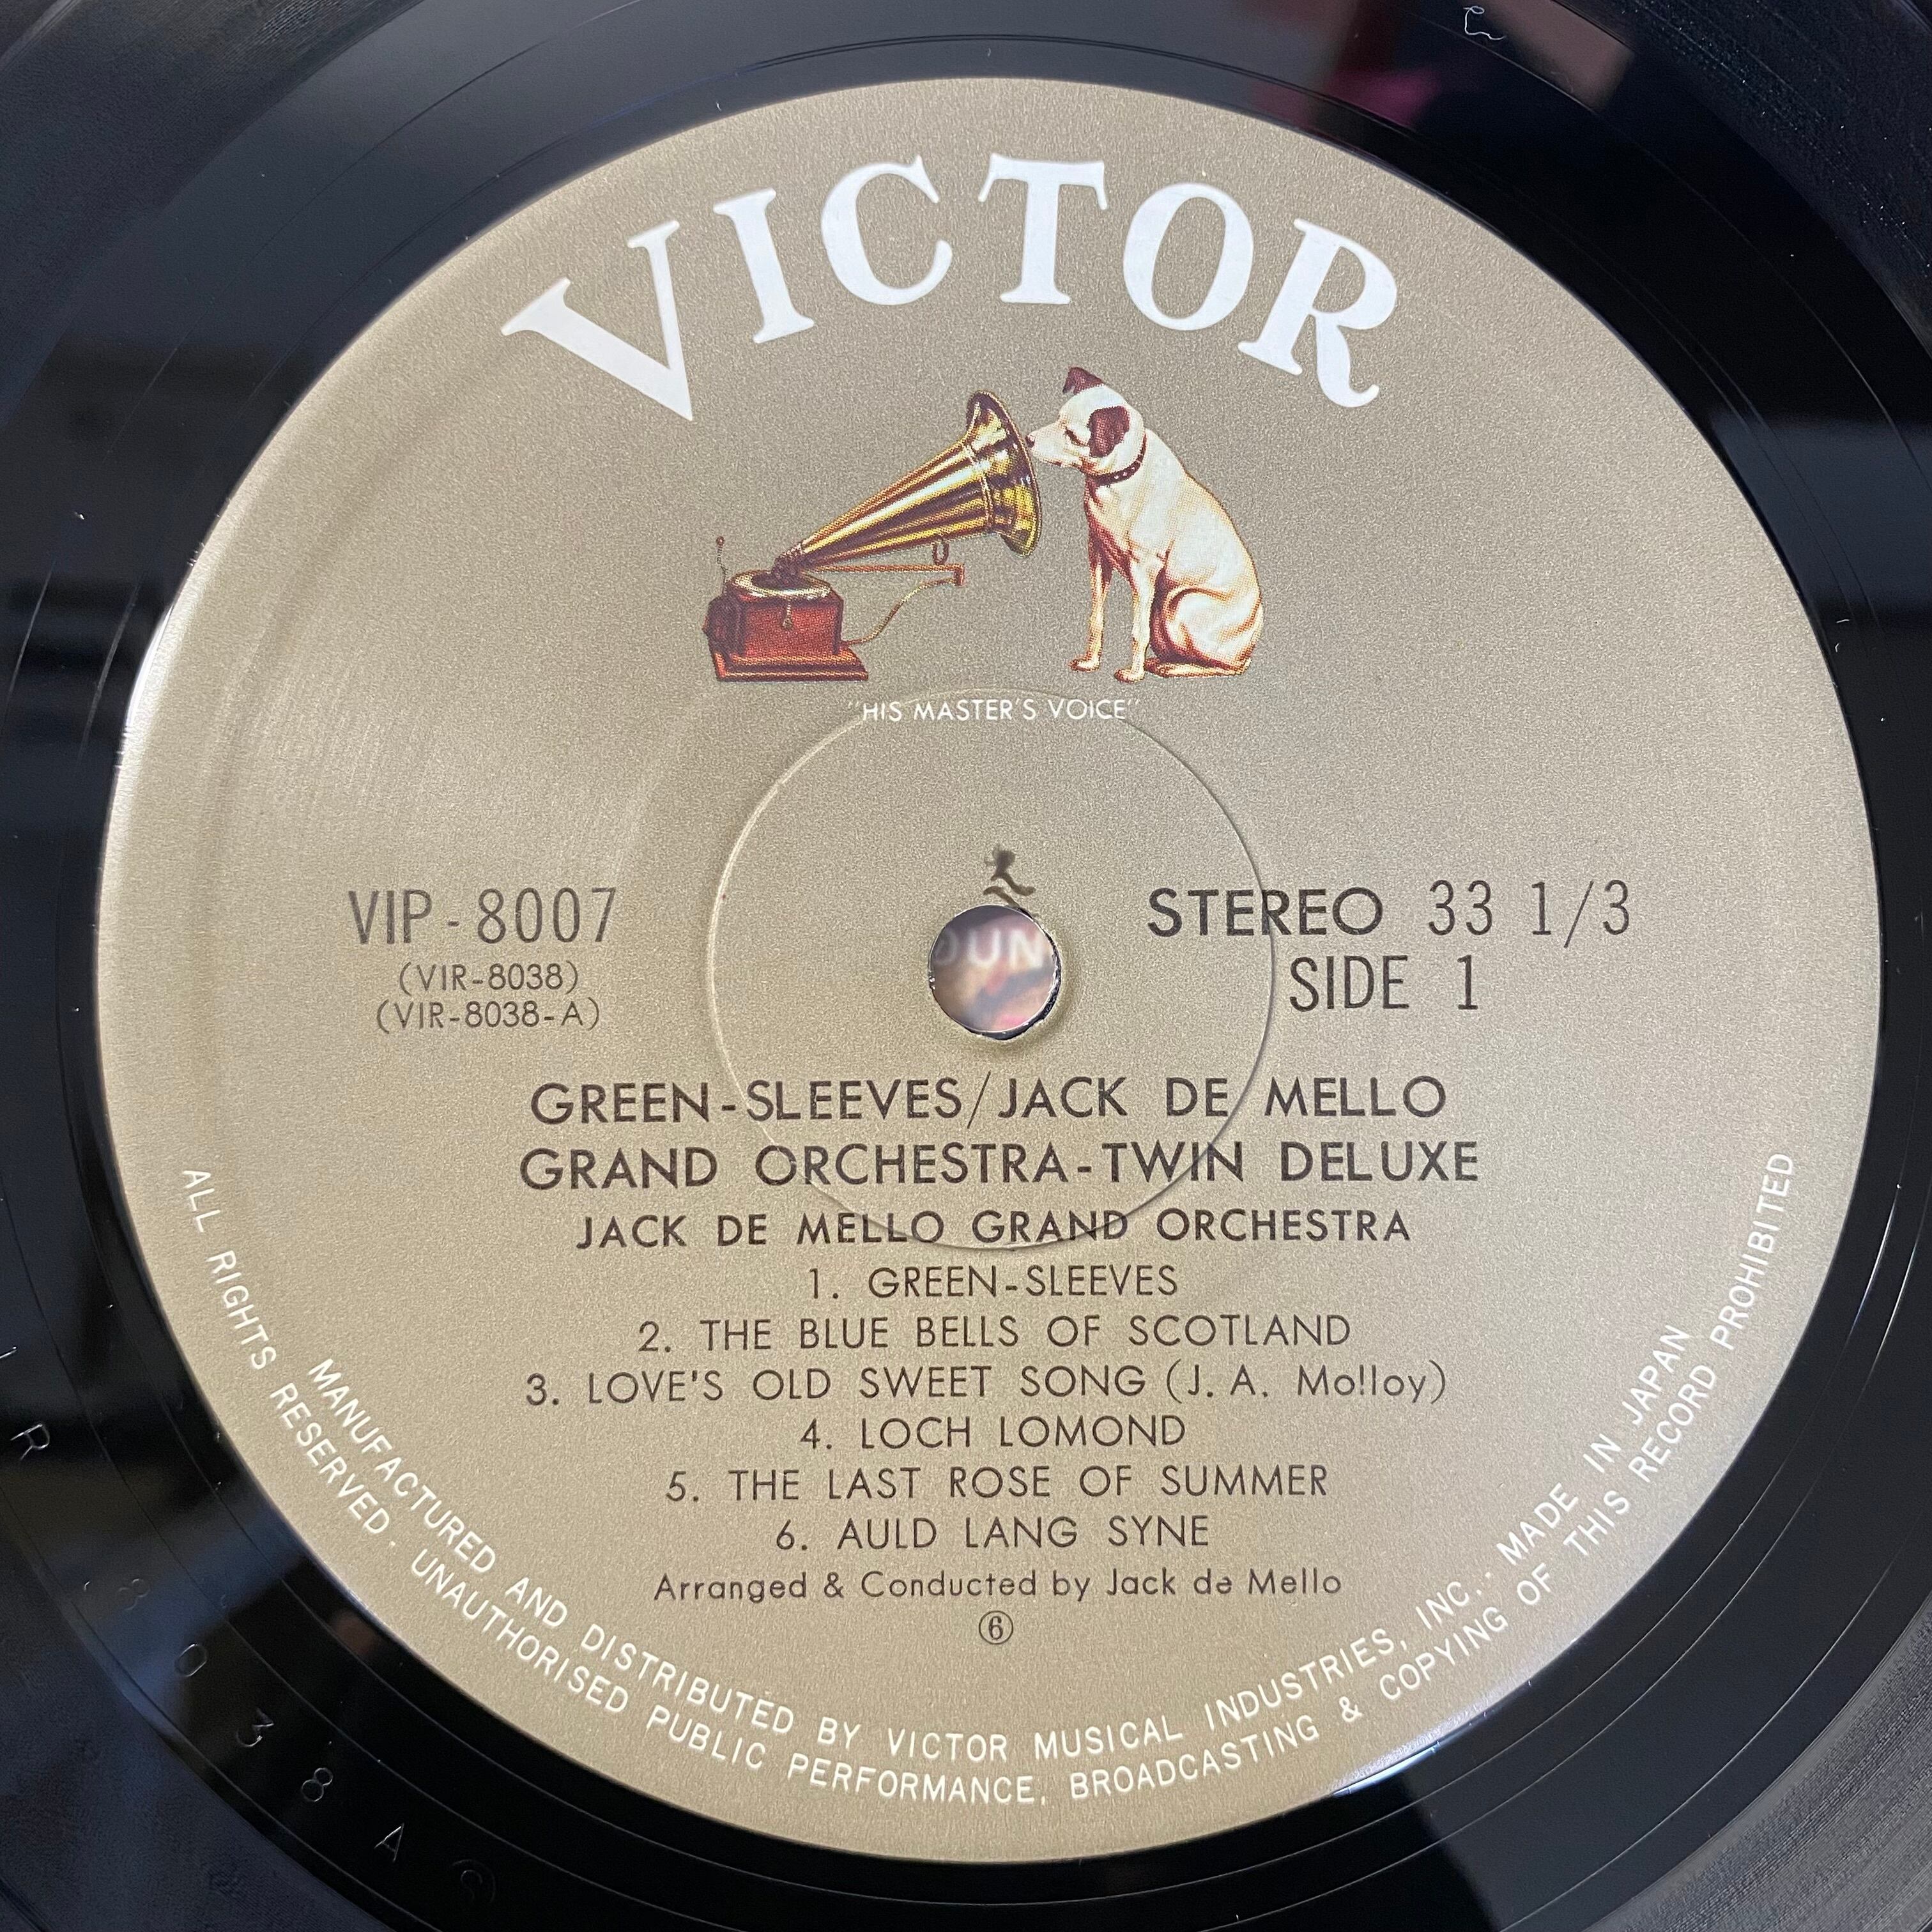 VICTOR
"HIS MASTER'S VOICE"
VIP-8007
(VIR-8038)
(VIR-8038-A)
STEREO 33 1/3
SIDE 1
GREEN-SLEEVES/JACK DE MELLO
GRAND ORCHESTRA-TWIN DELUXE
JACK DE MELLO GRAND ORCHESTRA
1. GREEN-SLEEVES
2. THE BLUE BELLS OF SCOTLAND
3. LOVE'S OLD SWEET SONG (J. A. Molloy)
4. LOCH LOMOND
5. THE LAST ROSE OF SUMMER
6. AULD LANG SYNE
Arranged & Conducted by Jack de Mello
⑥
MANUFACTURED AND DISTRIBUTED BY VICTOR MUSICAL INDUSTRIES, INC. · MADE IN JAPAN
ALL RIGHTS RESERVED · UNAUTHORISED PUBLIC PERFORMANCE, BROADCASTING & COPYING OF THIS RECORD PROHIBITED
R 8038A